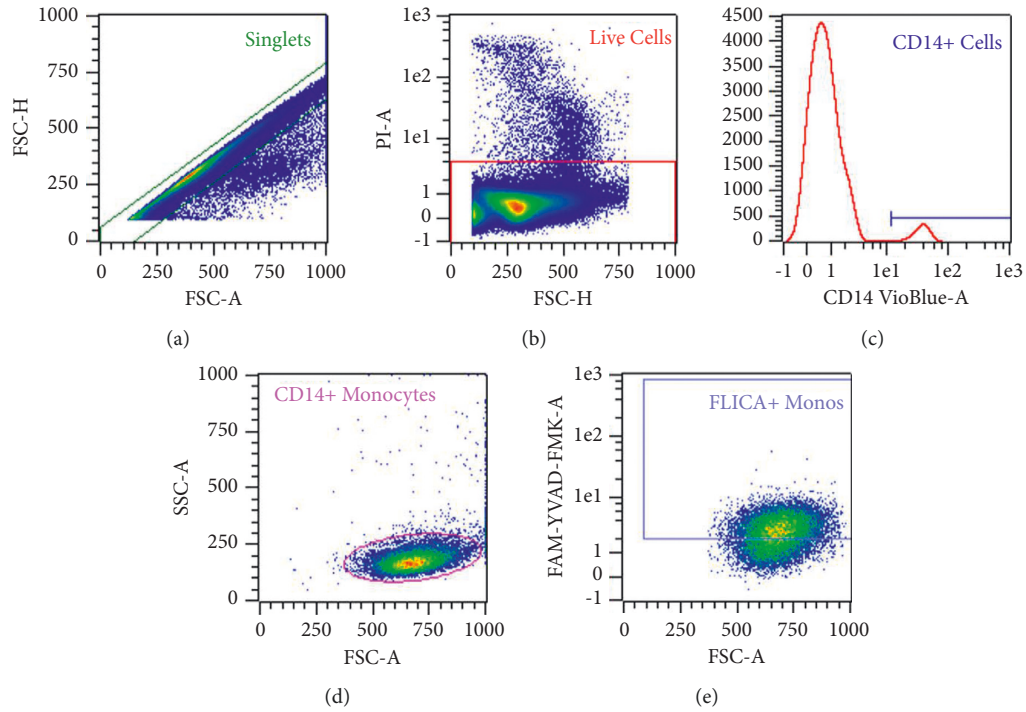 1000
750
500
250
0
FSC-H
Singlets
0 250 500 750 1000
FSC-A
(a)
1e3
1e2
1e1
1
0
-1
PI-A
Live Cells
0 250 500 750 1000
FSC-H
(b)
4500
4000
3500
3000
2500
2000
1500
1000
500
0
CD14+ Cells
-1 0 1 1e1 1e2 1e3
CD14 VioBlue-A
(c)
1000
750
500
250
0
SSC-A
CD14+ Monocytes
0 250 500 750 1000
FSC-A
(d)
1e3
1e2
1e1
1
0
-1
FAM-YVAD-FMK-A
FLICA+ Monos
0 250 500 750 1000
FSC-A
(e)